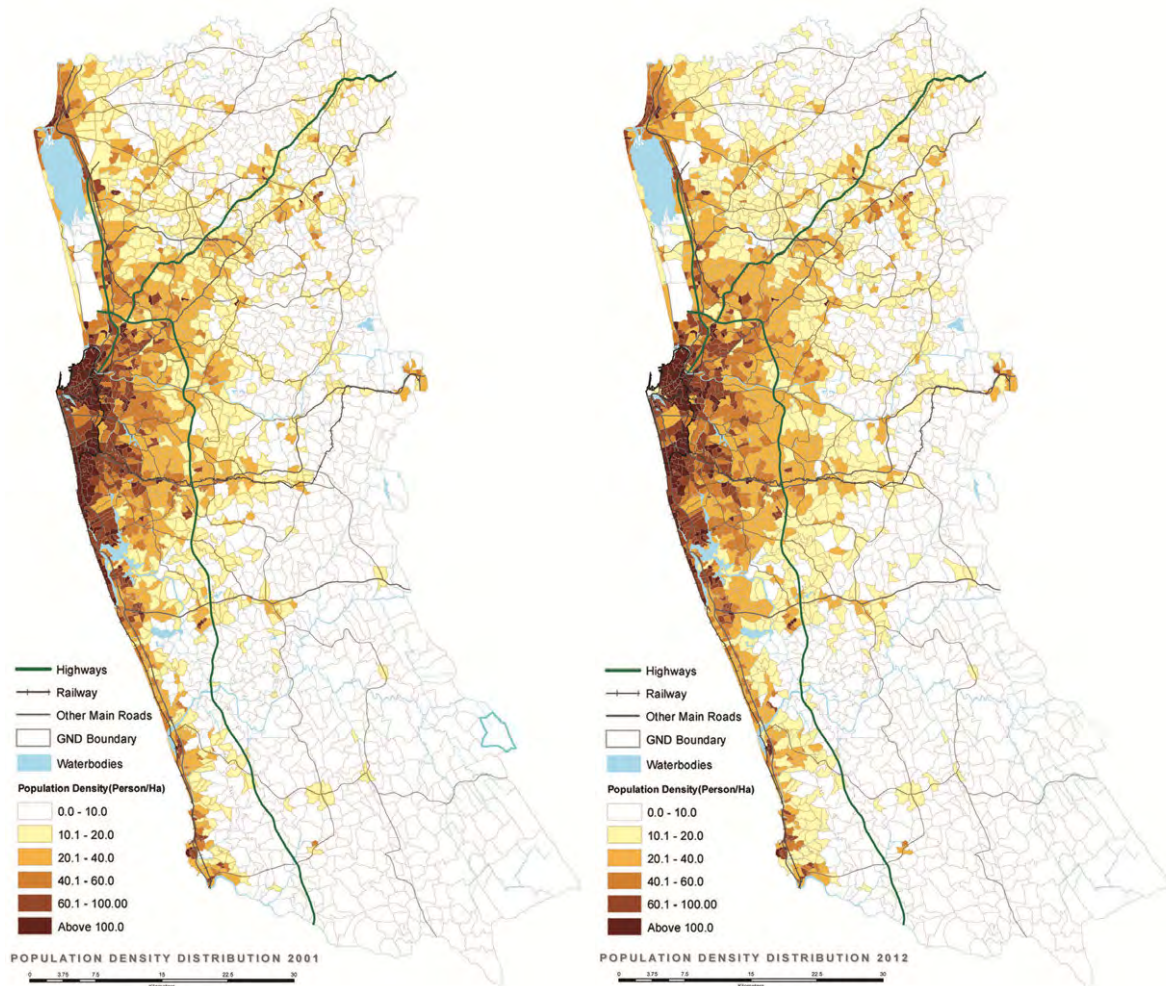 Highways
Railway
Other Main Roads
GND Boundary
Waterbodies
Population Density(Person/Ha)
0.0 - 10.0
10.1 - 20.0
20.1 - 40.0
40.1 - 60.0
60.1 - 100.00
Above 100.0
POPULATION DENSITY DISTRIBUTION 2001
0 3.75 7.5 15 22.5 30
Kilometers
Highways
Railway
Other Main Roads
GND Boundary
Waterbodies
Population Density(Person/Ha)
0.0 - 10.0
10.1 - 20.0
20.1 - 40.0
40.1 - 60.0
60.1 - 100.00
Above 100.0
POPULATION DENSITY DISTRIBUTION 2012
0 3.75 7.5 15 22.5 30
Kilometers